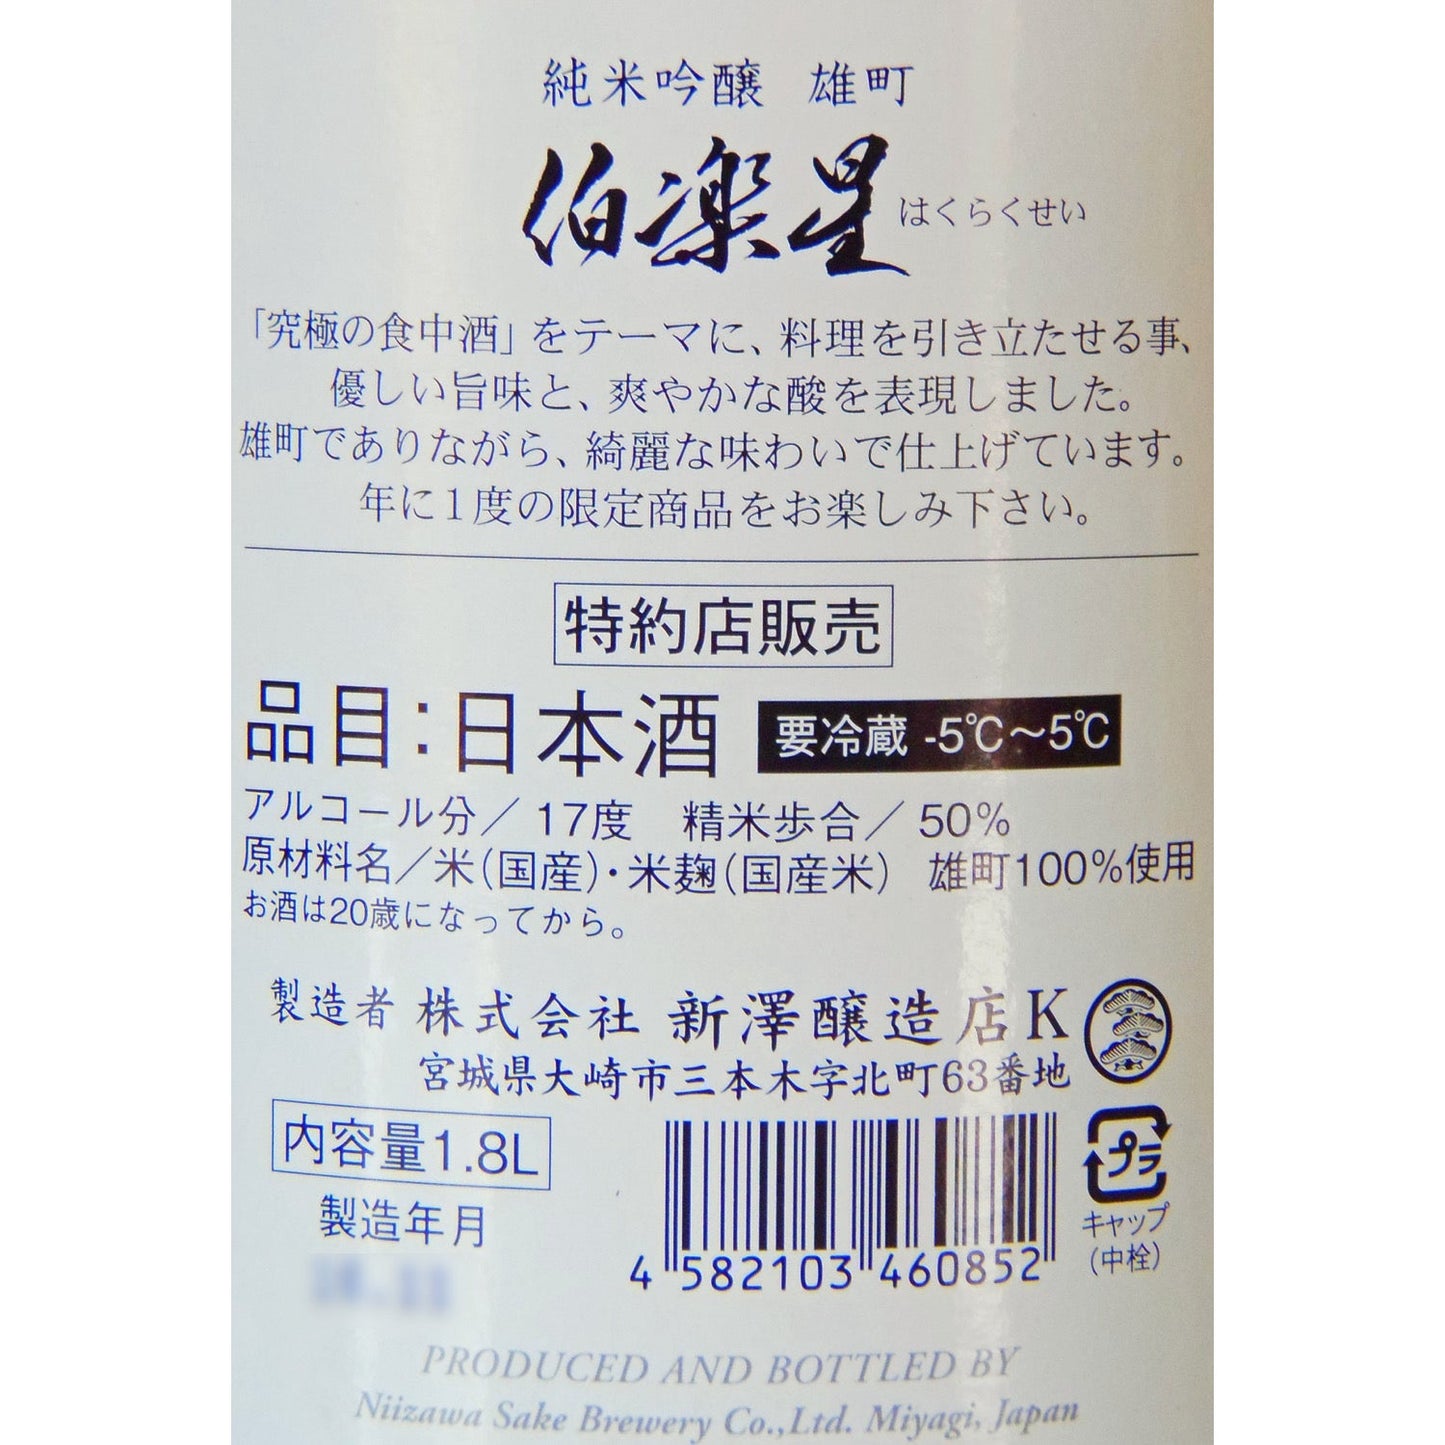 純米吟醸 雄町
伯楽星 はくらくせい
「究極の食中酒」をテーマに、料理を引き立たせる事、
優しい旨味と、爽やかな酸を表現しました。
雄町でありながら、綺麗な味わいで仕上げています。
年に1度の限定商品をお楽しみ下さい。
特約店販売
品目：日本酒 要冷蔵 -5℃〜5℃
アルコール分／17度 精米歩合／50%
原材料名／米(国産)・米麹(国産米) 雄町100%使用
お酒は20歳になってから。
製造者 株式会社 新澤醸造店K
宮城県大崎市三本木字北町63番地
内容量1.8L
製造年月
プラ
キャップ
(中栓)
4 582103 460852
PRODUCED AND BOTTLED BY
Niizawa Sake Brewery Co.,Ltd. Miyagi, Japan